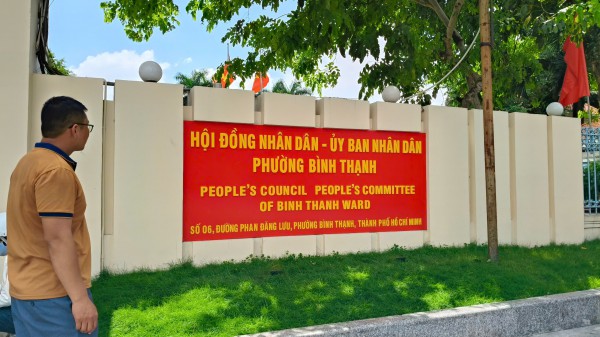 HỘI ĐỒNG NHÂN DÂN - ỦY BAN NHÂN DÂN
PHƯỜNG BÌNH THẠNH
PEOPLE'S COUNCIL PEOPLE'S COMMITTEE
OF BINH THANH WARD
SỐ 06, ĐƯỜNG PHAN ĐĂNG LƯU, PHƯỜNG BÌNH THẠNH, THÀNH PHỐ HỒ CHÍ MINH